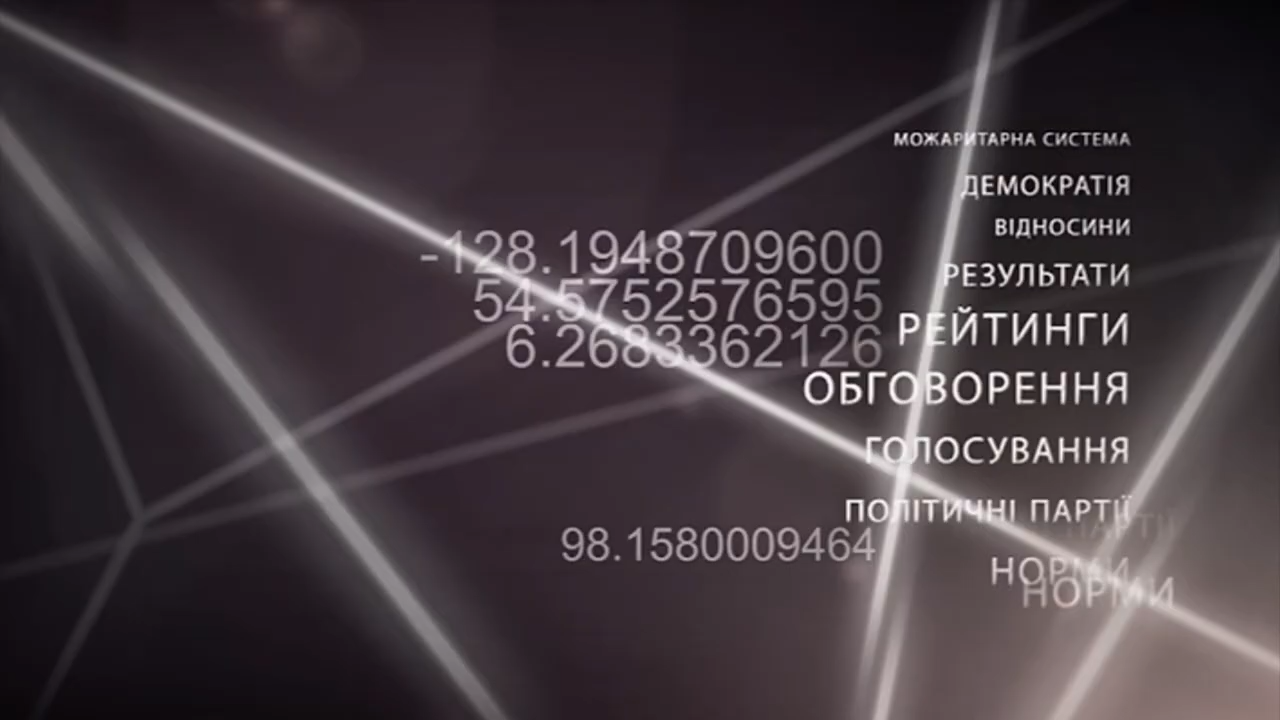 МОЖАРИТАРНА СИСТЕМА
ДЕМОКРАТІЯ
ВІДНОСИНИ
-128.1948709600
РЕЗУЛЬТАТИ
54.5752576595
РЕЙТИНГИ
6.2683362126
ОБГОВОРЕННЯ
ГОЛОСУВАННЯ
ПОЛІТИЧНІ ПАРТІЇ
ПАРТІЇ
98.1580009464
НОРМИ
НОРМИ